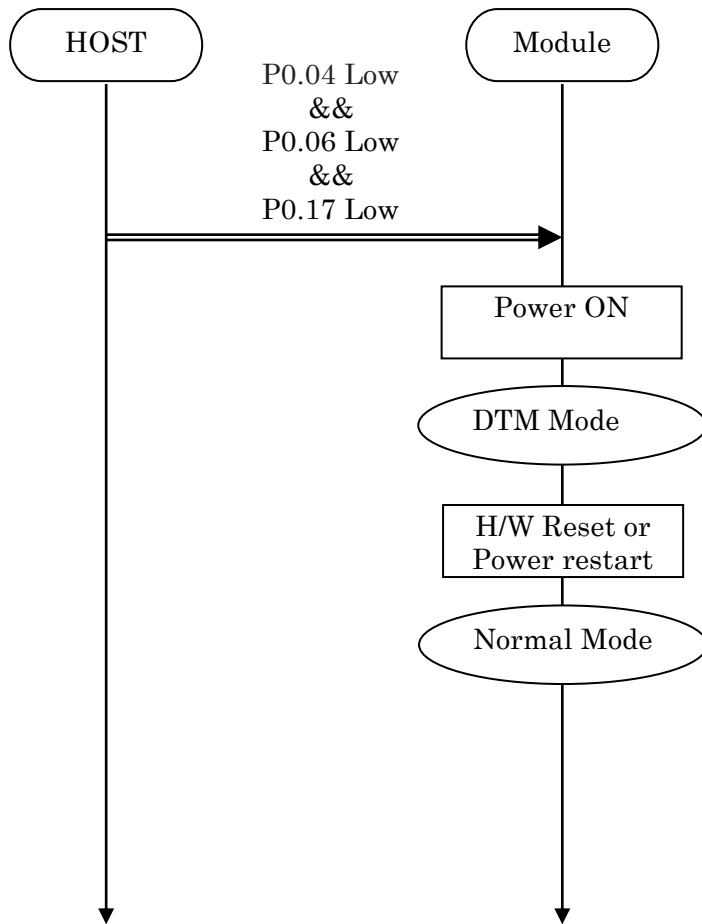 HOST
Module
P0.04 Low
&&
P0.06 Low
&&
P0.17 Low
Power ON
DTM Mode
H/W Reset or
Power restart
Normal Mode